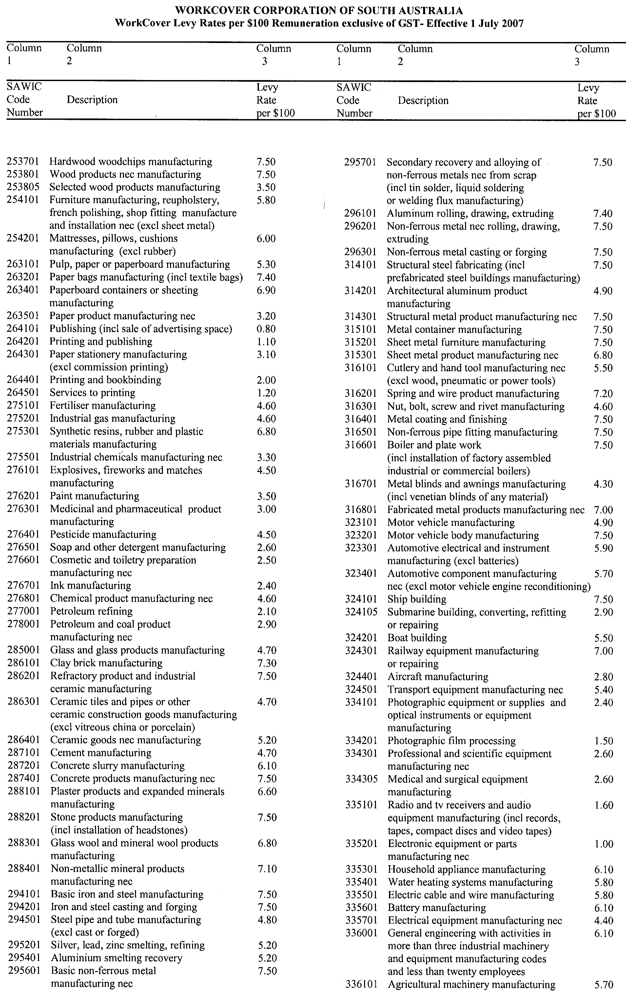 WORKCOVER CORPORATION OF SOUTH AUSTRALIA
WorkCover Levy Rates per $100 Remuneration exclusive of GST- Effective 1 July 2007
Column Column Column Column Column Column
1 2 3 1 2 3
SAWIC Levy SAWIC Levy
Code Description Rate Code Description Rate
Number per $100 Number per $100
253701 Hardwood woodchips manufacturing 7.50
253801 Wood products nec manufacturing 7.50
253805 Selected wood products manufacturing 3.50
254101 Furniture manufacturing, reupholstery, 5.80
french polishing, shop fitting manufacture
and installation nec (excl sheet metal)
254201 Mattresses, pillows, cushions 6.00
manufacturing (excl rubber)
263101 Pulp, paper or paperboard manufacturing 5.30
263201 Paper bags manufacturing (incl textile bags) 7.40
263401 Paperboard containers or sheeting 6.90
manufacturing
263501 Paper product manufacturing nec 3.20
264101 Publishing (incl sale of advertising space) 0.80
264201 Printing and publishing 1.10
264301 Paper stationery manufacturing 3.10
(excl commission printing)
264401 Printing and bookbinding 2.00
264501 Services to printing 1.20
275101 Fertiliser manufacturing 4.60
275201 Industrial gas manufacturing 4.60
275301 Synthetic resins, rubber and plastic 6.80
materials manufacturing
275501 Industrial chemicals manufacturing nec 3.30
276101 Explosives, fireworks and matches 4.50
manufacturing
276201 Paint manufacturing 3.50
276301 Medicinal and pharmaceutical product 3.00
manufacturing
276401 Pesticide manufacturing 4.50
276501 Soap and other detergent manufacturing 2.60
276601 Cosmetic and toiletry preparation 2.50
manufacturing nec
276701 Ink manufacturing 2.40
276801 Chemical product manufacturing nec 4.60
277001 Petroleum refining 2.10
278001 Petroleum and coal product 2.90
manufacturing nec
285001 Glass and glass products manufacturing 4.70
286101 Clay brick manufacturing 7.30
286201 Refractory product and industrial 7.50
ceramic manufacturing
286301 Ceramic tiles and pipes or other 4.70
ceramic construction goods manufacturing
(excl vitreous china or porcelain)
286401 Ceramic goods nec manufacturing 5.20
287101 Cement manufacturing 4.70
287201 Concrete slurry manufacturing 6.10
287401 Concrete products manufacturing nec 7.50
288101 Plaster products and expanded minerals 6.60
manufacturing
288201 Stone products manufacturing 7.50
(incl installation of headstones)
288301 Glass wool and mineral wool products 6.80
manufacturing
288401 Non-metallic mineral products 7.10
manufacturing nec
294101 Basic iron and steel manufacturing 7.50
294201 Iron and steel casting and forging 7.50
294501 Steel pipe and tube manufacturing 4.80
(excl cast or forged)
295201 Silver, lead, zinc smelting, refining 5.20
295401 Aluminium smelting recovery 5.20
295601 Basic non-ferrous metal 7.50
manufacturing nec
295701 Secondary recovery and alloying of 7.50
non-ferrous metals nec from scrap
(incl tin solder, liquid soldering
or welding flux manufacturing)
296101 Aluminum rolling, drawing, extruding 7.40
296201 Non-ferrous metal nec rolling, drawing, 7.50
extruding
296301 Non-ferrous metal casting or forging 7.50
314101 Structural steel fabricating (incl 7.50
prefabricated steel buildings manufacturing)
314201 Architectural aluminum product 4.90
manufacturing
314301 Structural metal product manufacturing nec 7.50
315101 Metal container manufacturing 7.50
315201 Sheet metal furniture manufacturing 7.50
315301 Sheet metal product manufacturing nec 6.80
316101 Cutlery and hand tool manufacturing nec 5.50
(excl wood, pneumatic or power tools)
316201 Spring and wire product manufacturing 7.20
316301 Nut, bolt, screw and rivet manufacturing 4.60
316401 Metal coating and finishing 7.50
316501 Non-ferrous pipe fitting manufacturing 7.50
316601 Boiler and plate work 7.50
(incl installation of factory assembled
industrial or commercial boilers)
316701 Metal blinds and awnings manufacturing 4.30
(incl venetian blinds of any material)
316801 Fabricated metal products manufacturing nec 7.00
323101 Motor vehicle manufacturing 4.90
323201 Motor vehicle body manufacturing 7.50
323301 Automotive electrical and instrument 5.90
manufacturing (excl batteries)
323401 Automotive component manufacturing 5.70
nec (excl motor vehicle engine reconditioning)
324101 Ship building 7.50
324105 Submarine building, converting, refitting 2.90
or repairing
324201 Boat building 5.50
324301 Railway equipment manufacturing 7.00
or repairing
324401 Aircraft manufacturing 2.80
324501 Transport equipment manufacturing nec 5.40
334101 Photographic equipment or supplies and 2.40
optical instruments or equipment
manufacturing
334201 Photographic film processing 1.50
334301 Professional and scientific equipment 2.60
manufacturing nec
334305 Medical and surgical equipment 2.60
manufacturing
335101 Radio and tv receivers and audio 1.60
equipment manufacturing (incl records,
tapes, compact discs and video tapes)
335201 Electronic equipment or parts 1.00
manufacturing nec
335301 Household appliance manufacturing 6.10
335401 Water heating systems manufacturing 5.80
335501 Electric cable and wire manufacturing 5.80
335601 Battery manufacturing 6.10
335701 Electrical equipment manufacturing nec 4.40
336001 General engineering with activities in 6.10
more than three industrial machinery
and equipment manufacturing codes
and less than twenty employees
336101 Agricultural machinery manufacturing 5.70